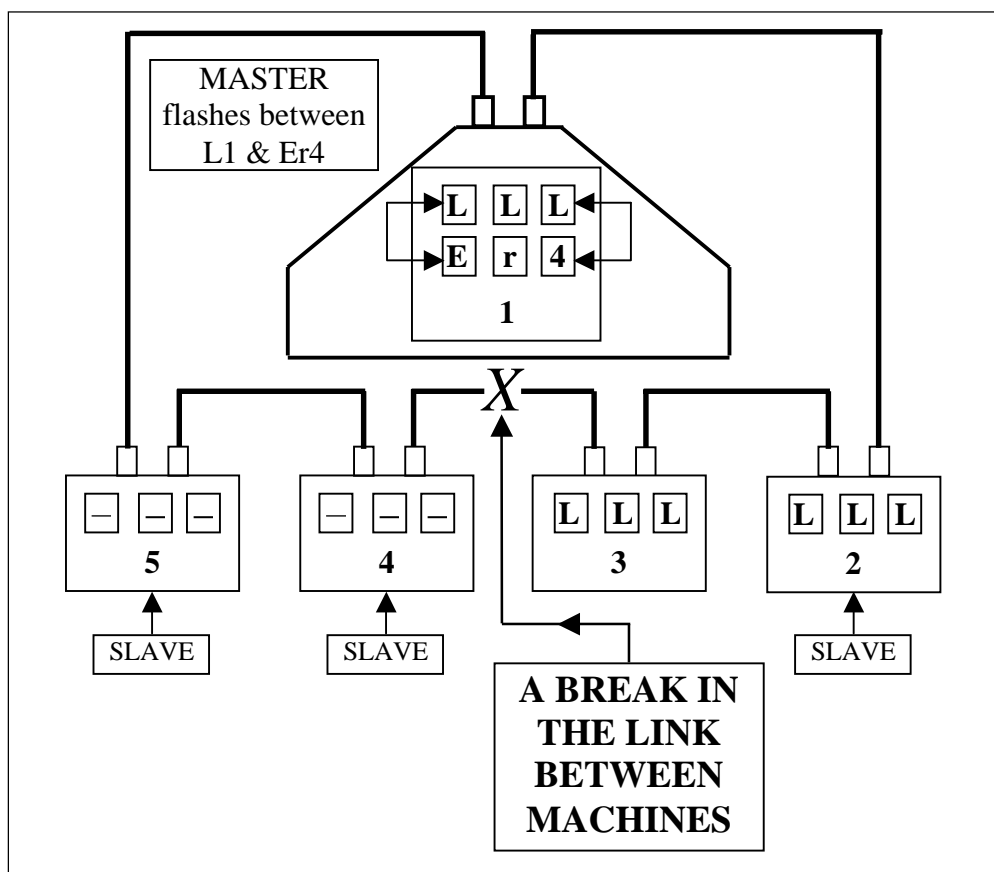 MASTER
flashes between
L1 & Er4
L L L
E r 4
1
X
— — —
5
— — —
4
L L L
3
L L L
2
SLAVE
SLAVE
SLAVE
A BREAK IN
THE LINK
BETWEEN
MACHINES